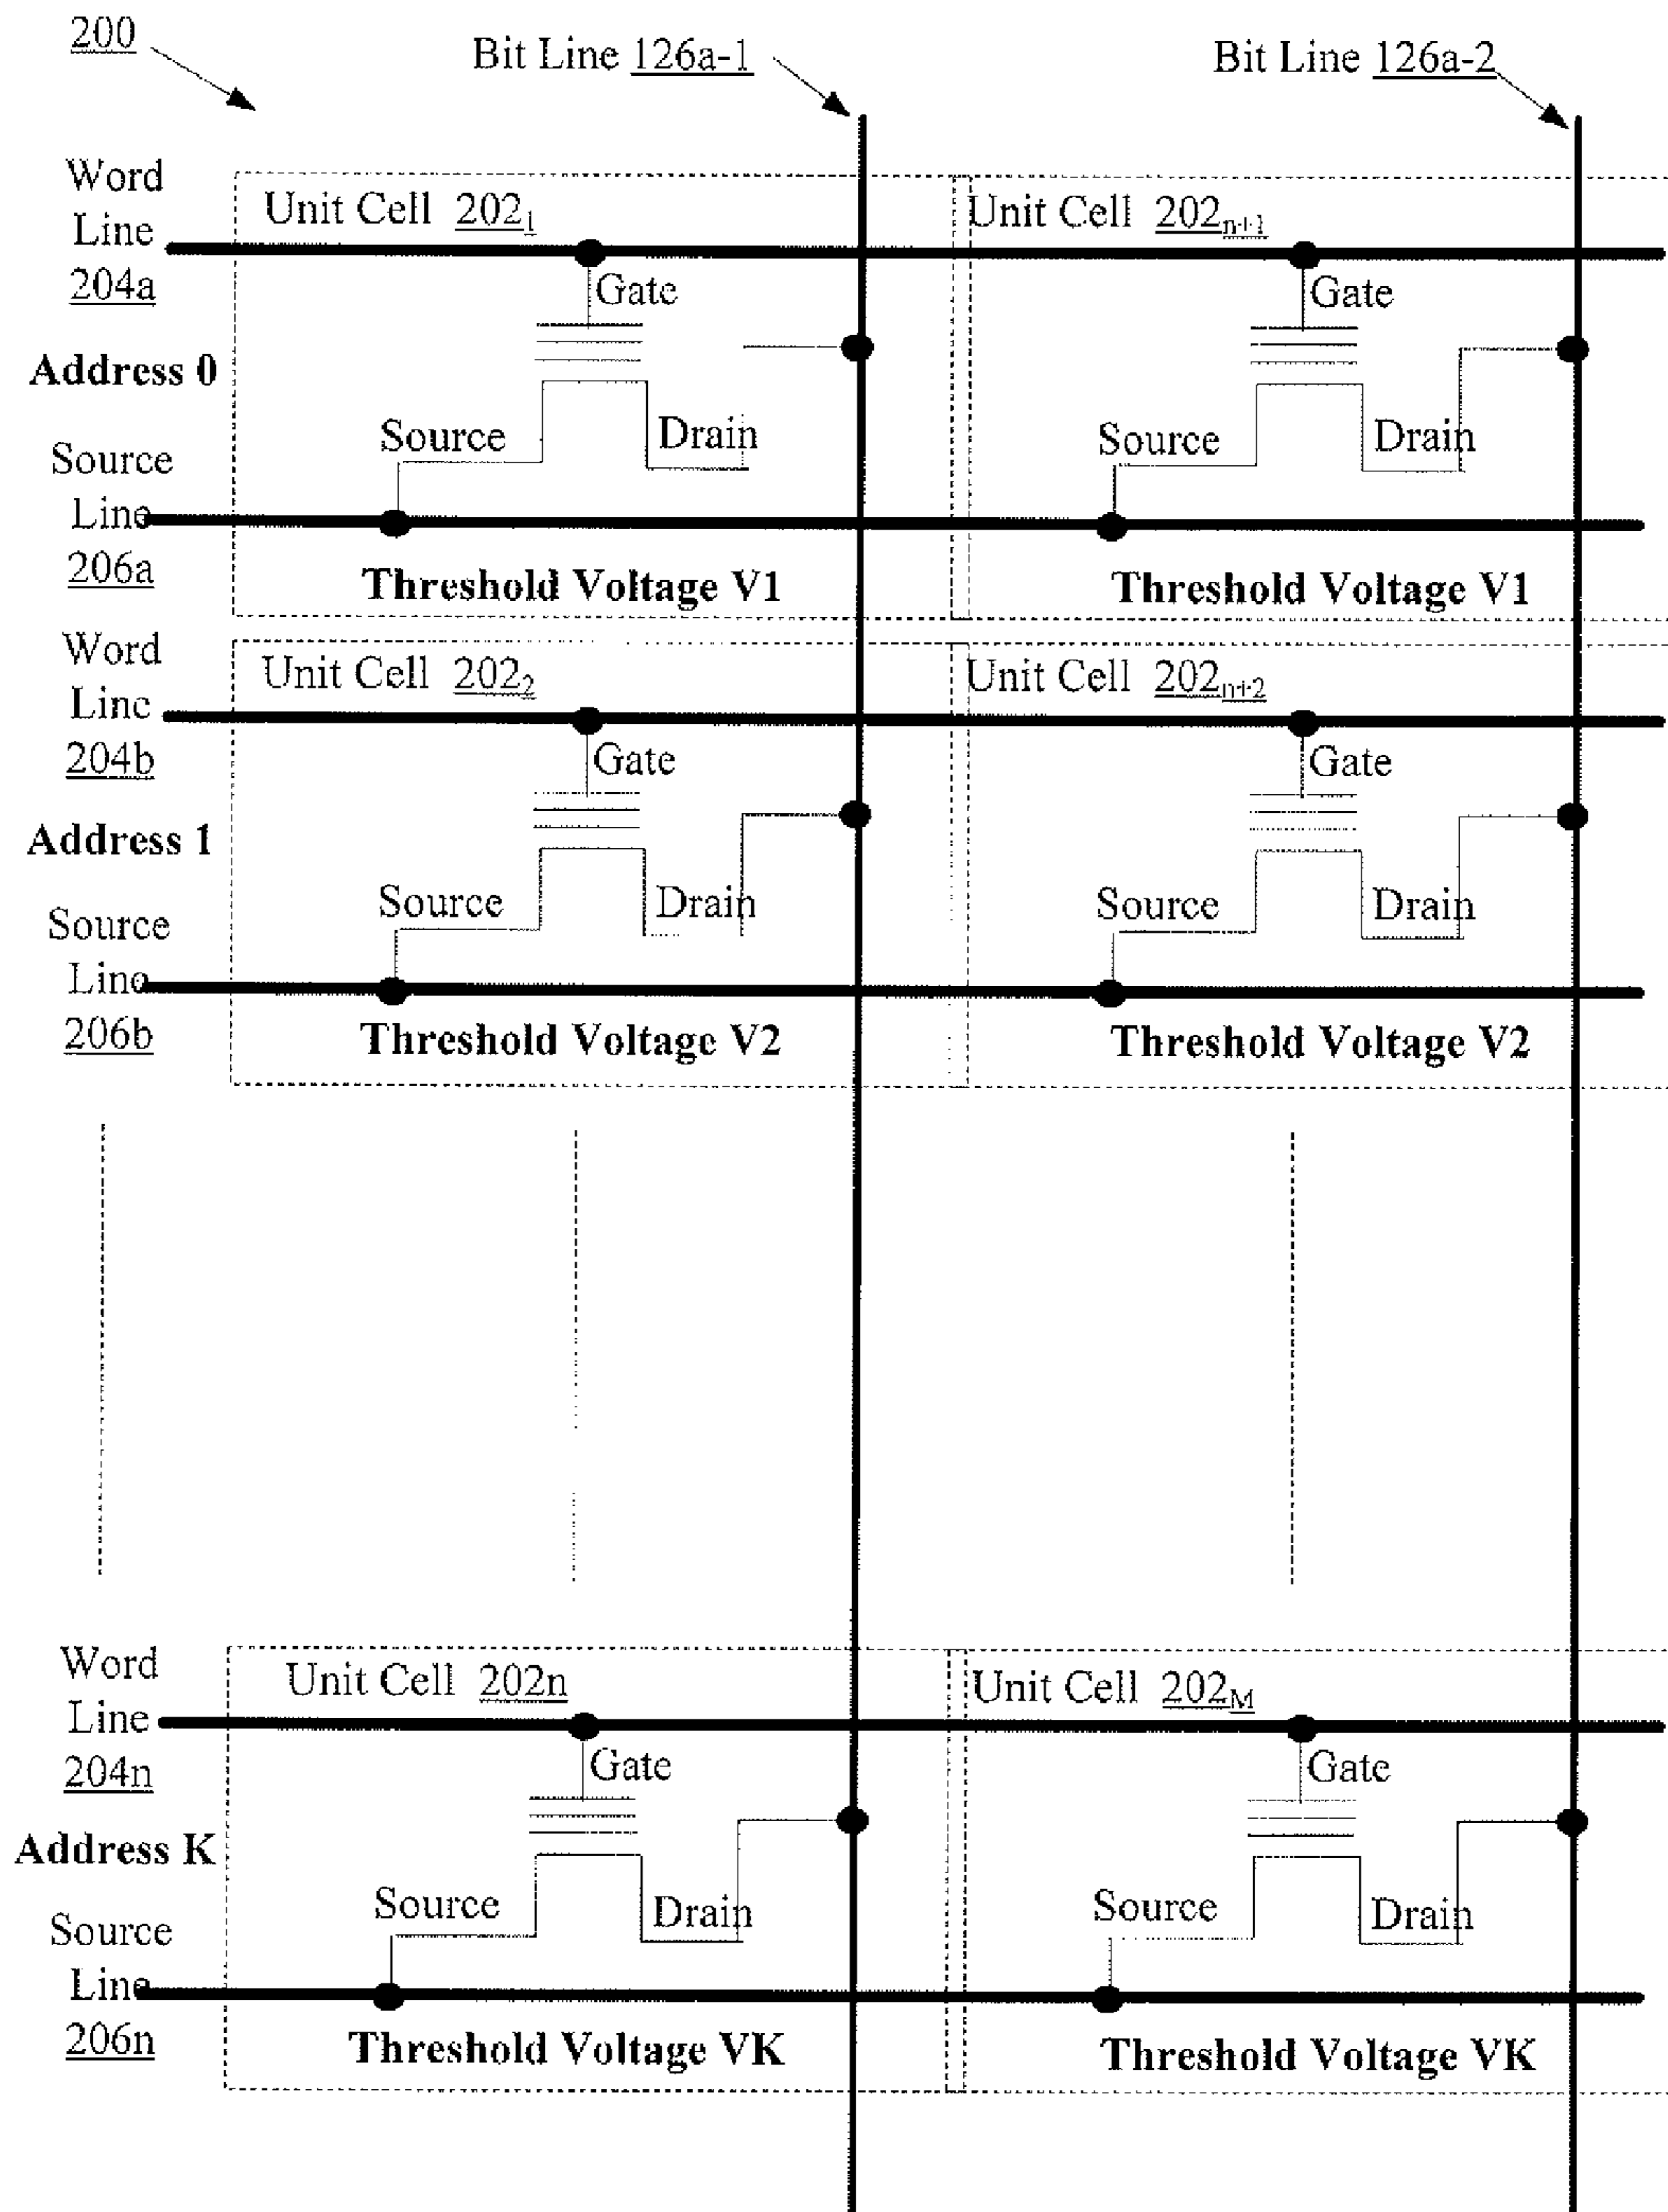 200
Bit Line 126a-1
Bit Line 126a-2
Word
Line
204a
Unit Cell 202₁
Unit Cell 202ₙ₊₁
Gate
Gate
Address 0
Source
Drain
Source
Drain
Source
Line
206a
Threshold Voltage V1
Threshold Voltage V1
Word
Line
204b
Unit Cell 202₂
Unit Cell 202ₙ₊₂
Gate
Gate
Address 1
Source
Drain
Source
Drain
Source
Line
206b
Threshold Voltage V2
Threshold Voltage V2
Word
Line
204n
Unit Cell 202n
Unit Cell 202M
Gate
Gate
Address K
Source
Drain
Source
Drain
Source
Line
206n
Threshold Voltage VK
Threshold Voltage VK